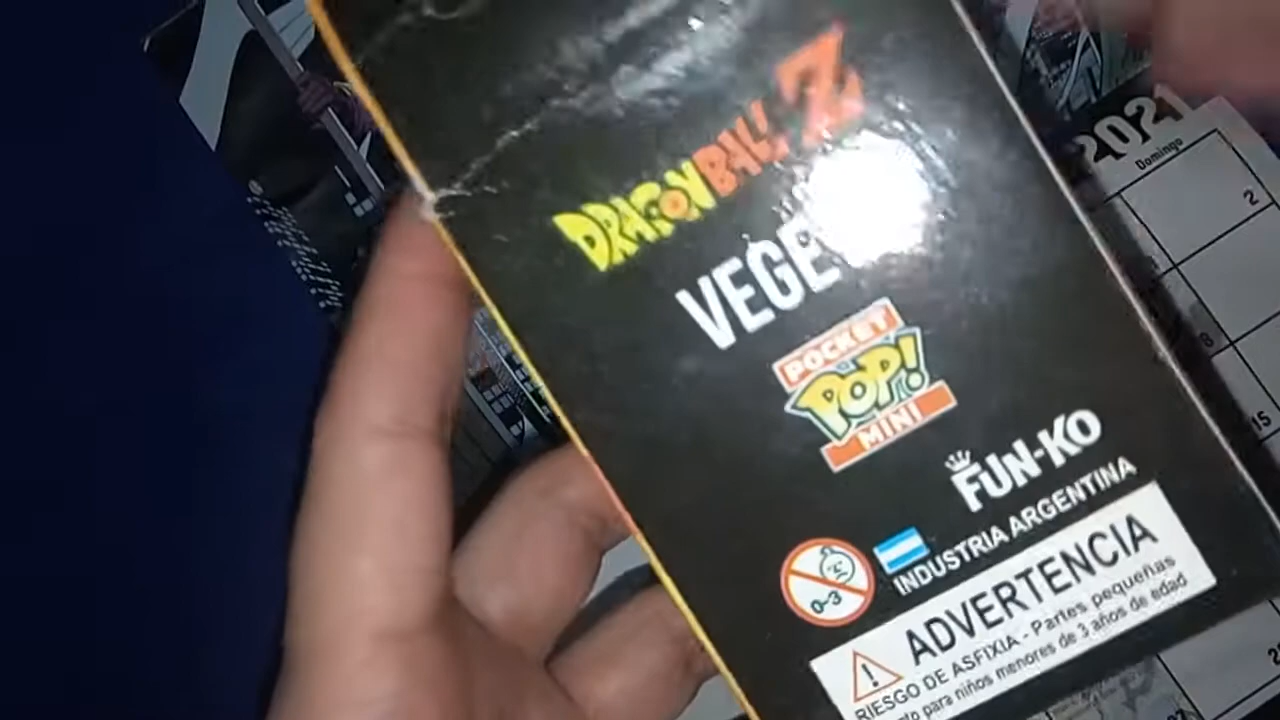 DRAGON BALL Z
VEGE
POCKET
POP!
MINI
FUN-KO
INDUSTRIA ARGENTINA
0-3
ADVERTENCIA
RIESGO DE ASFIXIA - Partes pequeñas
para niños menores de 3 años de edad
2021
Domingo
2
15